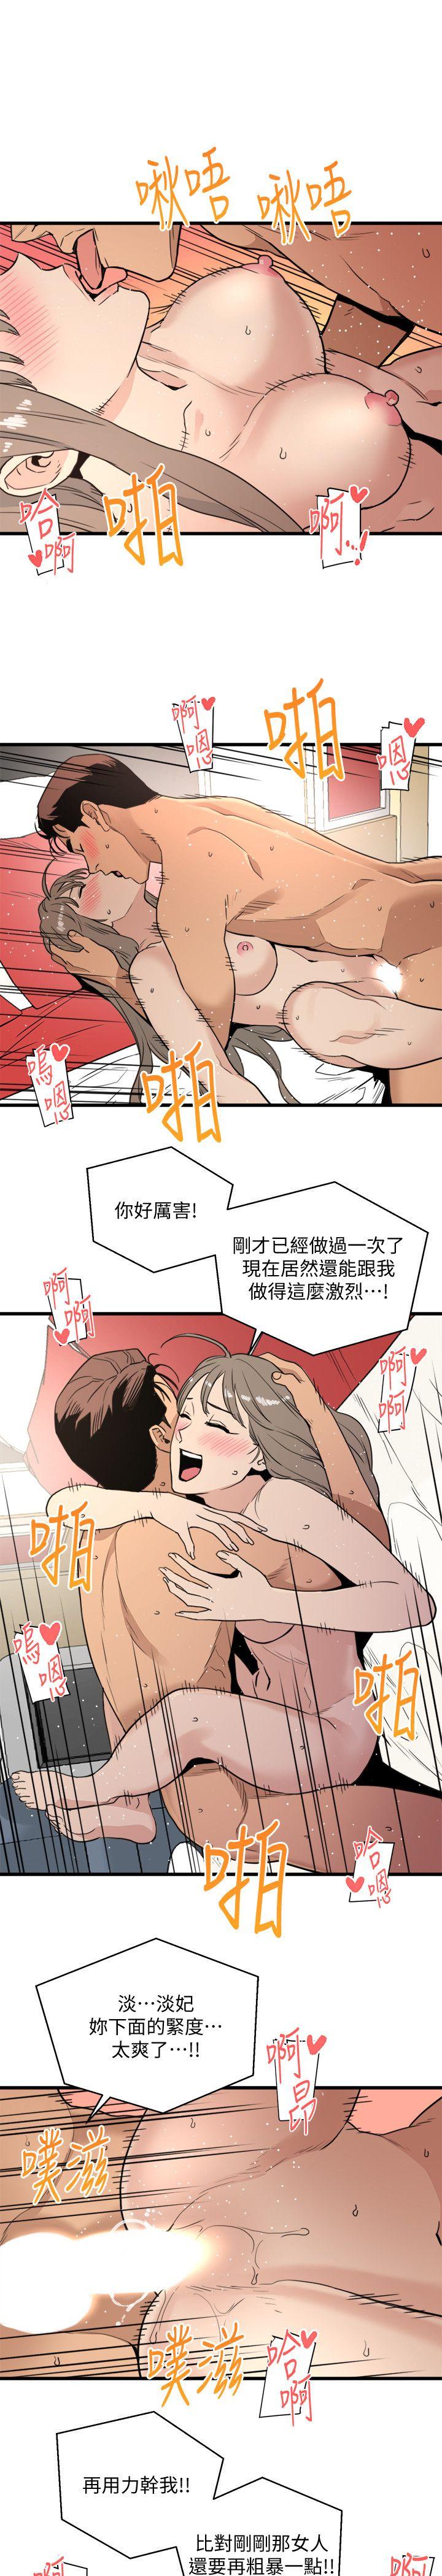 啾唔
啾唔
哈
啊
啪
啊…!
啊
嗯
啪
嗯
嗚
嗯
啪
你好厲害!
剛才已經做過一次了
現在居然還能跟我
做得這麼激烈…!
啊
啊
啊
啊
啪
嗚
嗯
啪
啪
哈
嗯
淡…淡妃
妳下面的緊度…
太爽了…!!
啊
昂
噗滋
噗滋
哈
啊
再用力幹我!!
比對剛剛那女人
還要再粗暴一點!!